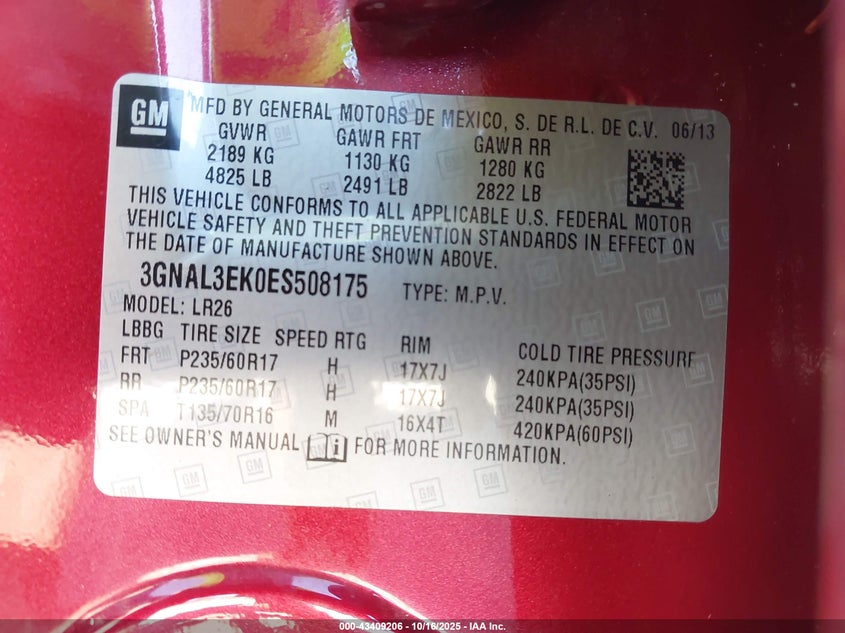 GM
MFD BY GENERAL MOTORS DE MEXICO, S. DE R.L. DE C.V. 06/13
GVWR GAWR FRT GAWR RR
2189 KG 1130 KG 1280 KG
4825 LB 2491 LB 2822 LB
THIS VEHICLE CONFORMS TO ALL APPLICABLE U.S. FEDERAL MOTOR
VEHICLE SAFETY AND THEFT PREVENTION STANDARDS IN EFFECT ON
THE DATE OF MANUFACTURE SHOWN ABOVE.
3GNAL3EK0ES508175 TYPE: M.P.V.
MODEL: LR26
LBBG TIRE SIZE SPEED RTG RIM COLD TIRE PRESSURE
FRT P235/60R17 H 17X7J 240KPA(35PSI)
RR P235/60R17 H 17X7J 240KPA(35PSI)
SPA T135/70R16 M 16X4T 420KPA(60PSI)
SEE OWNER'S MANUAL i FOR MORE INFORMATION.
000-43409206 - 10/16/2025 - IAA Inc.